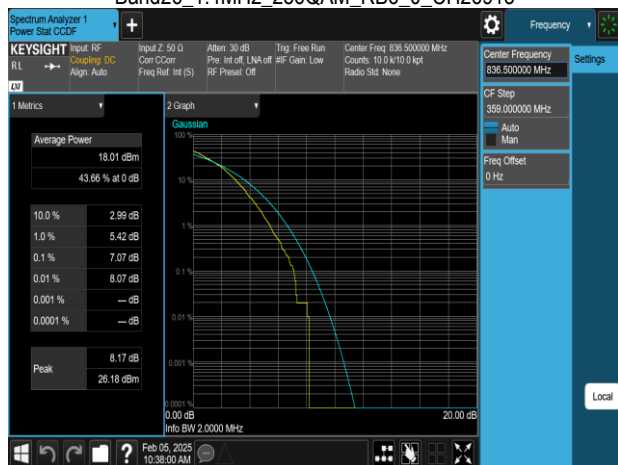 Spectrum Analyzer 1
Power Stat CCDF
+
Frequency
KEYSIGHT
RL
LXI
Input: RF
Coupling: DC
Align: Auto
Input Z: 50 Ω
Corr CCorr
Freq Ref: Int (S)
Atten: 30 dB
Pre: Int off, LNA off
RF Preset: Off
Trig: Free Run
#IF Gain: Low
Center Freq: 836.500000 MHz
Counts: 10.0 k/10.0 kpt
Radio Std: None
Center Frequency
836.500000 MHz
Settings
CF Step
359.000000 MHz
Auto
Man
Freq Offset
0 Hz
1 Metrics
2 Graph
Gaussian
Average Power
18.01 dBm
43.66 % at 0 dB
10.0 % 2.99 dB
1.0 % 5.42 dB
0.1 % 7.07 dB
0.01 % 8.07 dB
0.001 % --- dB
0.0001 % --- dB
Peak
8.17 dB
26.18 dBm
100 %
10 %
1 %
0.1 %
0.01 %
0.001 %
0.0001 %
0.00 dB
20.00 dB
Info BW 2.0000 MHz
Local
?
Feb 05, 2025
10:38:00 AM